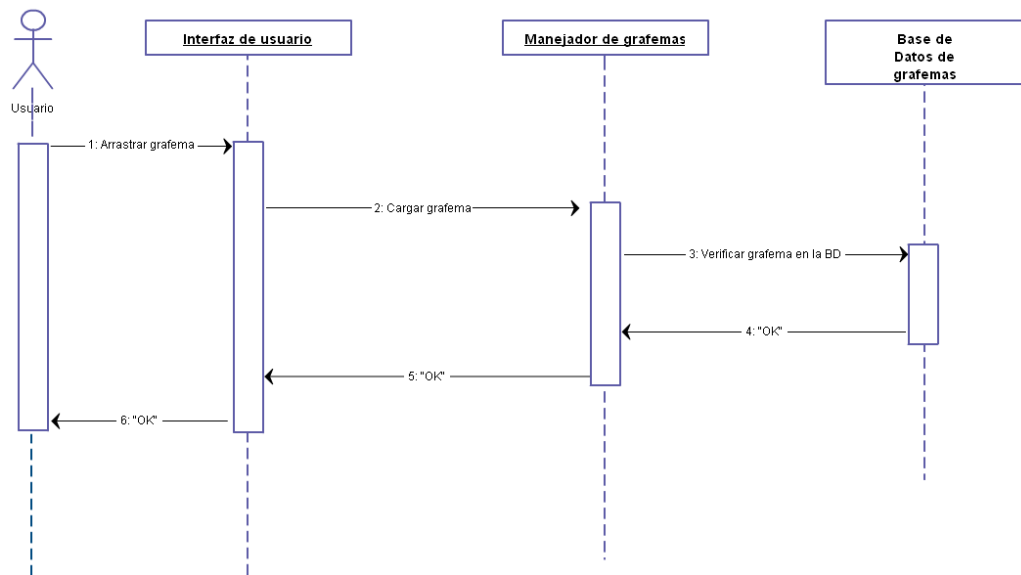 Usuario
Interfaz de usuario
Manejador de grafemas
Base de
Datos de
grafemas
1: Arrastrar grafema
2: Cargar grafema
3: Verificar grafema en la BD
4: "OK"
5: "OK"
6: "OK"